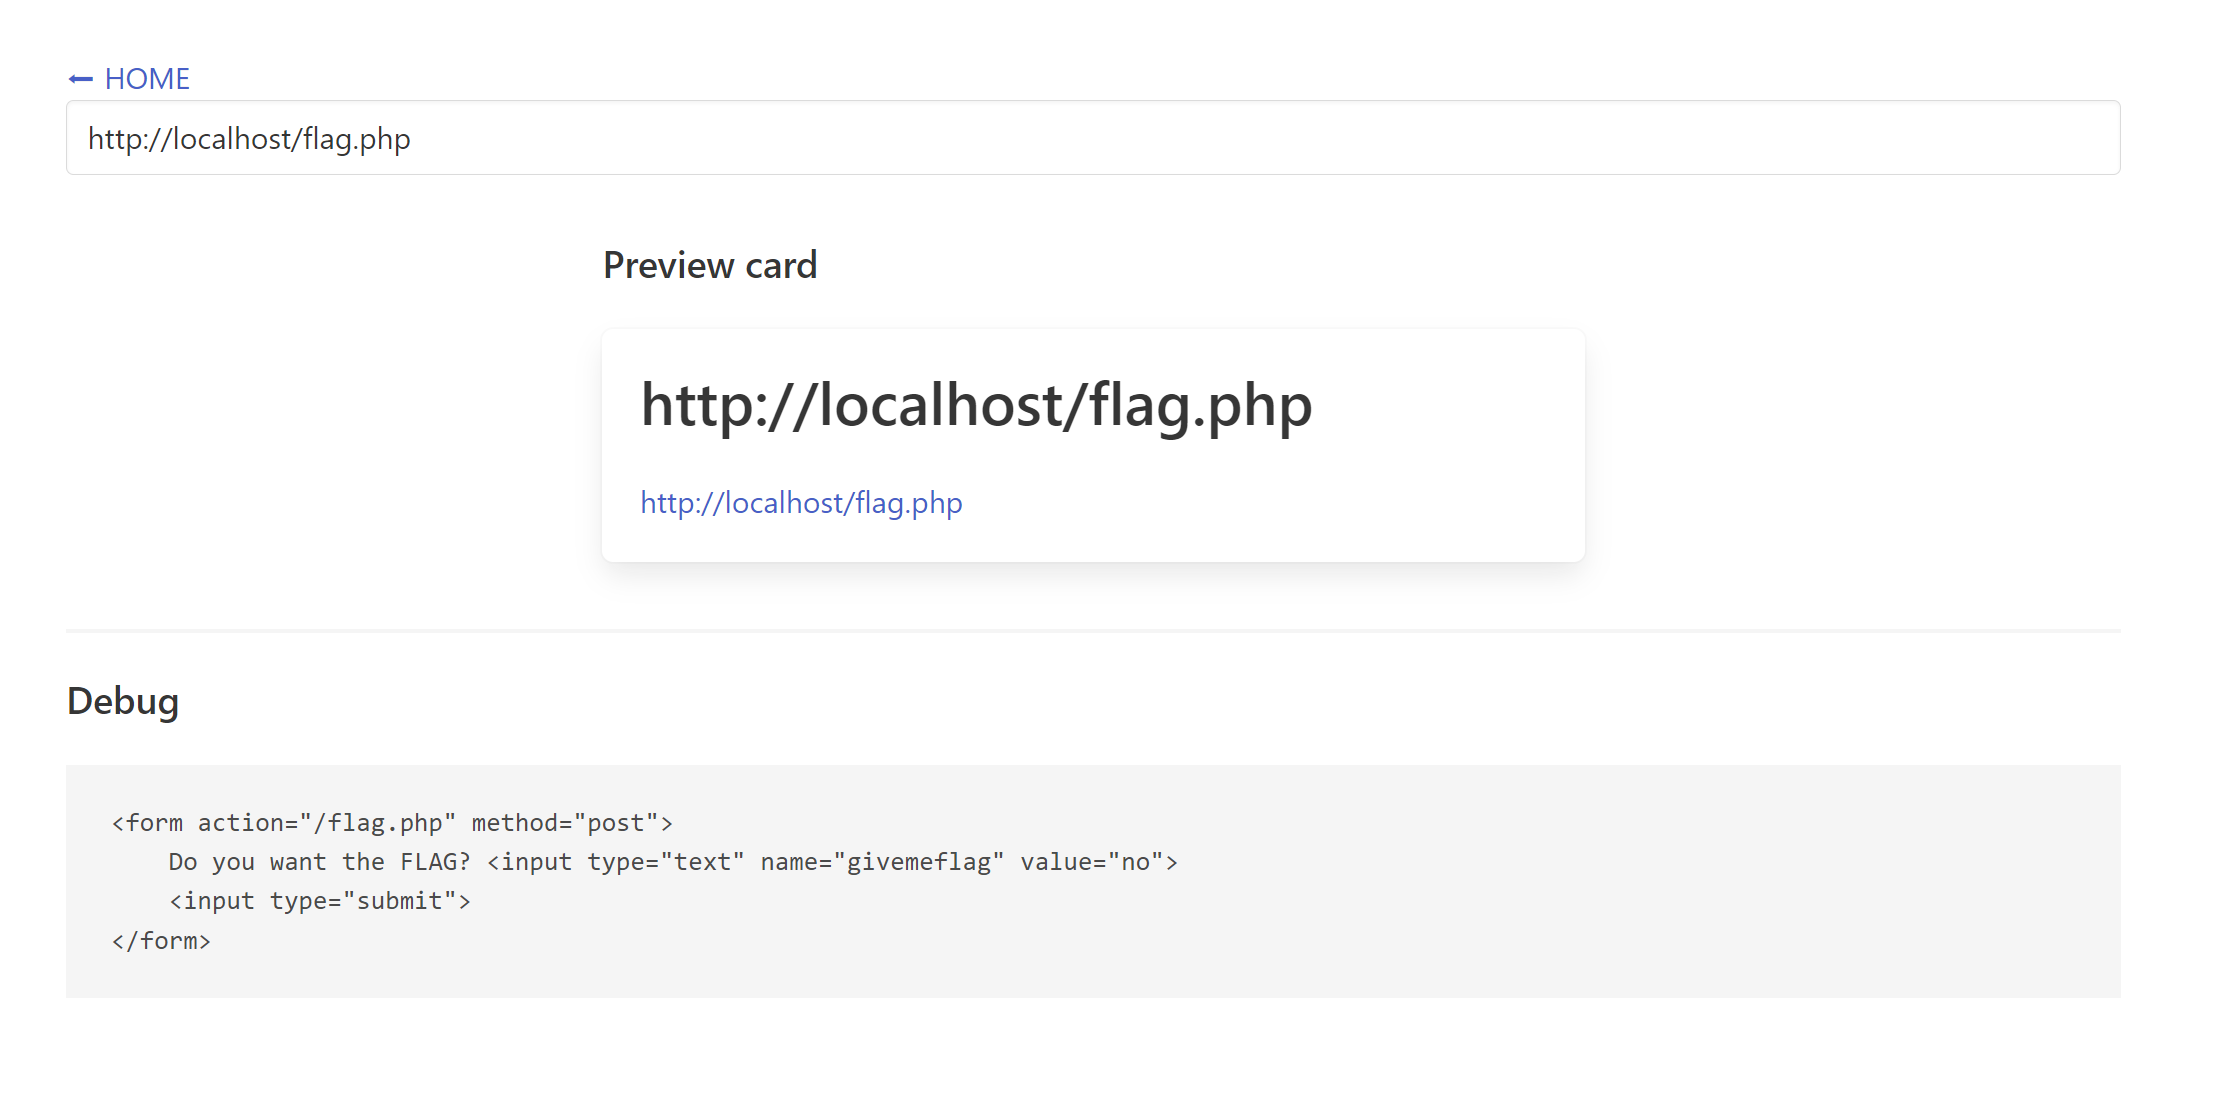 ← HOME
http://localhost/flag.php
Preview card
http://localhost/flag.php
http://localhost/flag.php
Debug
<form action="/flag.php" method="post">
    Do you want the FLAG? <input type="text" name="givemeflag" value="no">
    <input type="submit">
</form>